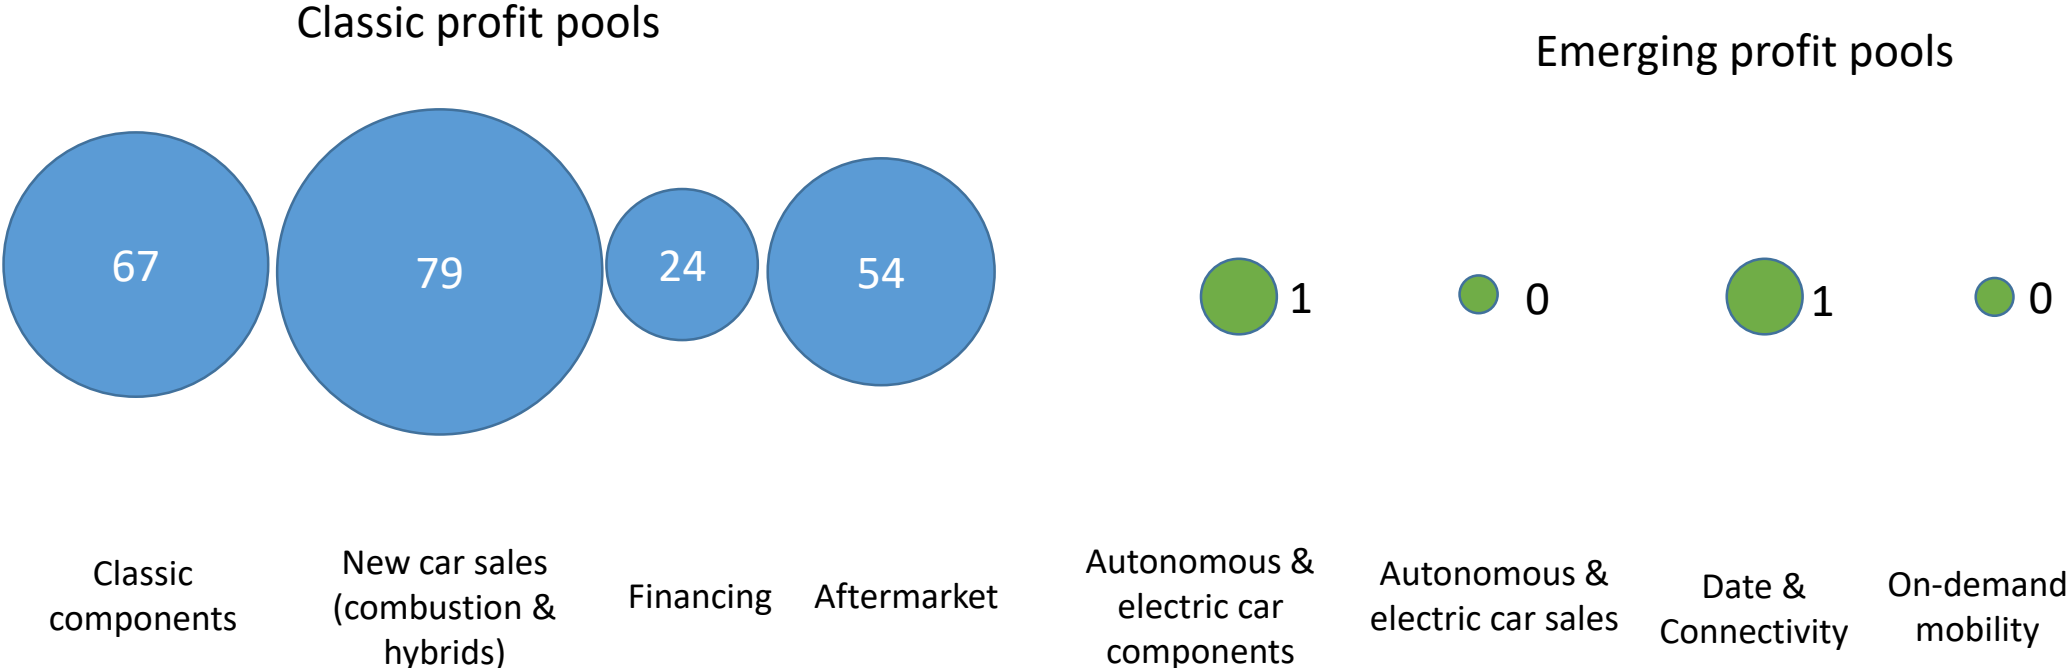 Classic profit pools
Emerging profit pools
67
79
24
54
1
0
1
0
Classic
components
New car sales
(combustion &
hybrids)
Financing
Aftermarket
Autonomous &
electric car
components
Autonomous &
electric car sales
Date &
Connectivity
On-demand
mobility